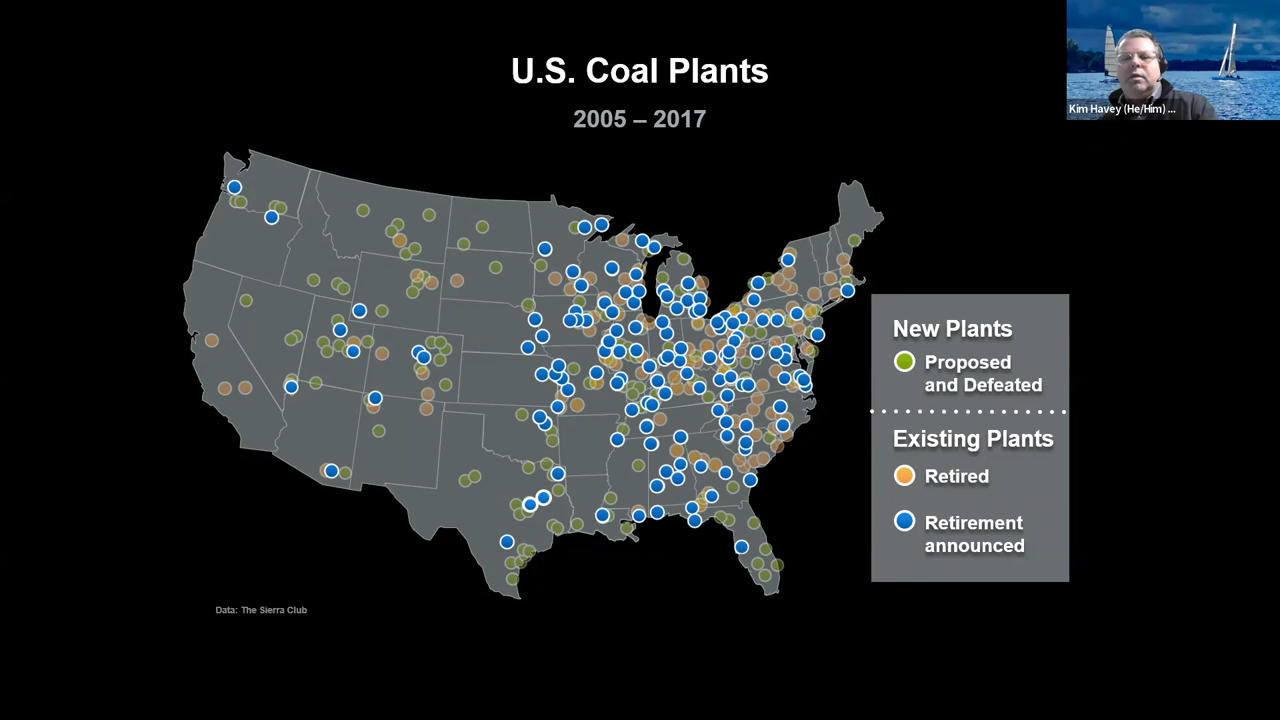 U.S. Coal Plants
2005 – 2017
Kim Havey (He/Him) ...
New Plants
Proposed
and Defeated
Existing Plants
Retired
Retirement
announced
Data: The Sierra Club